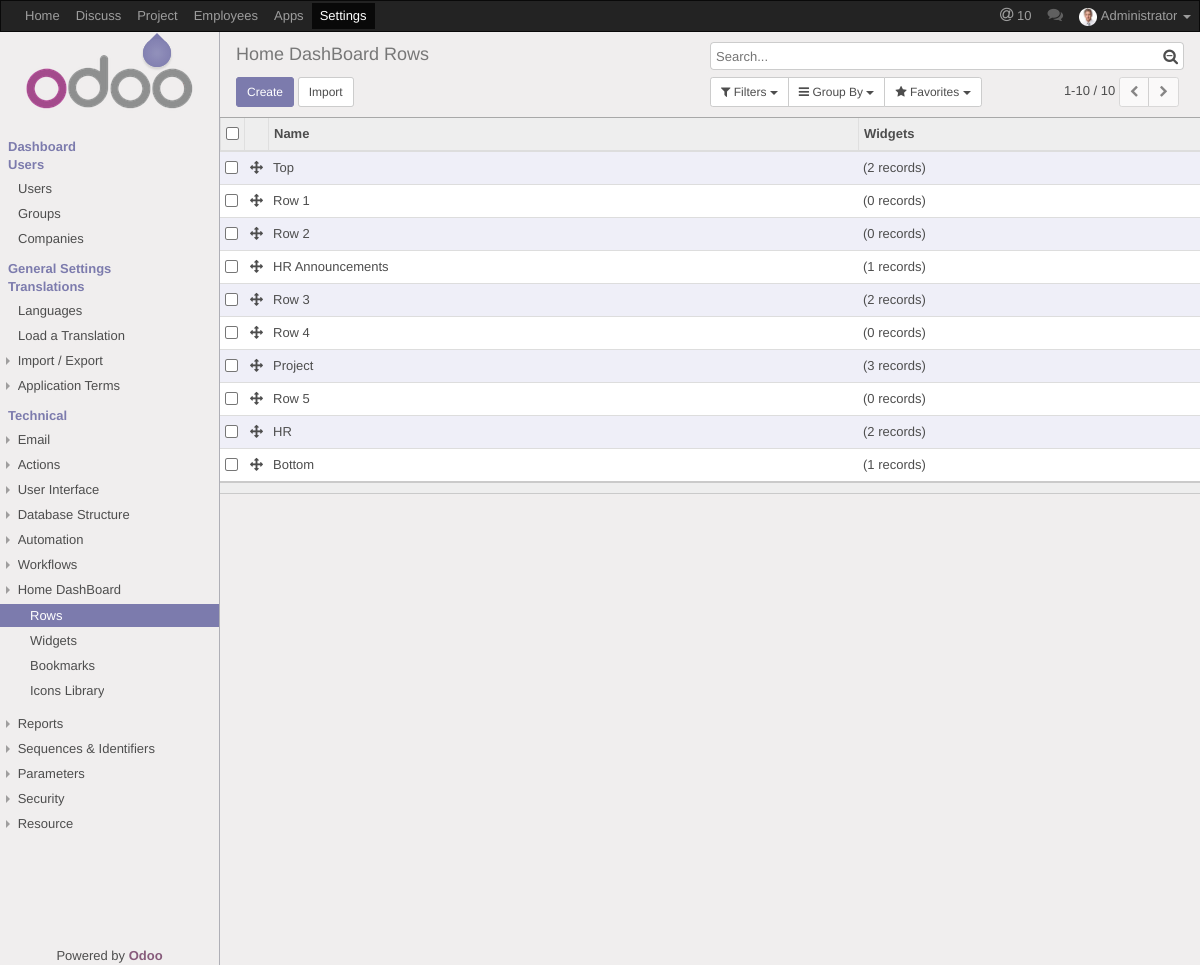 Home Discuss Project Employees Apps Settings @ 10 Administrator
odoo
Home DashBoard Rows
Search...
Create Import
Filters Group By Favorites 1-10 / 10
Dashboard
Users
Users
Groups
Companies
General Settings
Translations
Languages
Load a Translation
Import / Export
Application Terms
Technical
Email
Actions
User Interface
Database Structure
Automation
Workflows
Home DashBoard
Rows
Widgets
Bookmarks
Icons Library
Reports
Sequences & Identifiers
Parameters
Security
Resource
Powered by Odoo
Name Widgets
Top (2 records)
Row 1 (0 records)
Row 2 (0 records)
HR Announcements (1 records)
Row 3 (2 records)
Row 4 (0 records)
Project (3 records)
Row 5 (0 records)
HR (2 records)
Bottom (1 records)